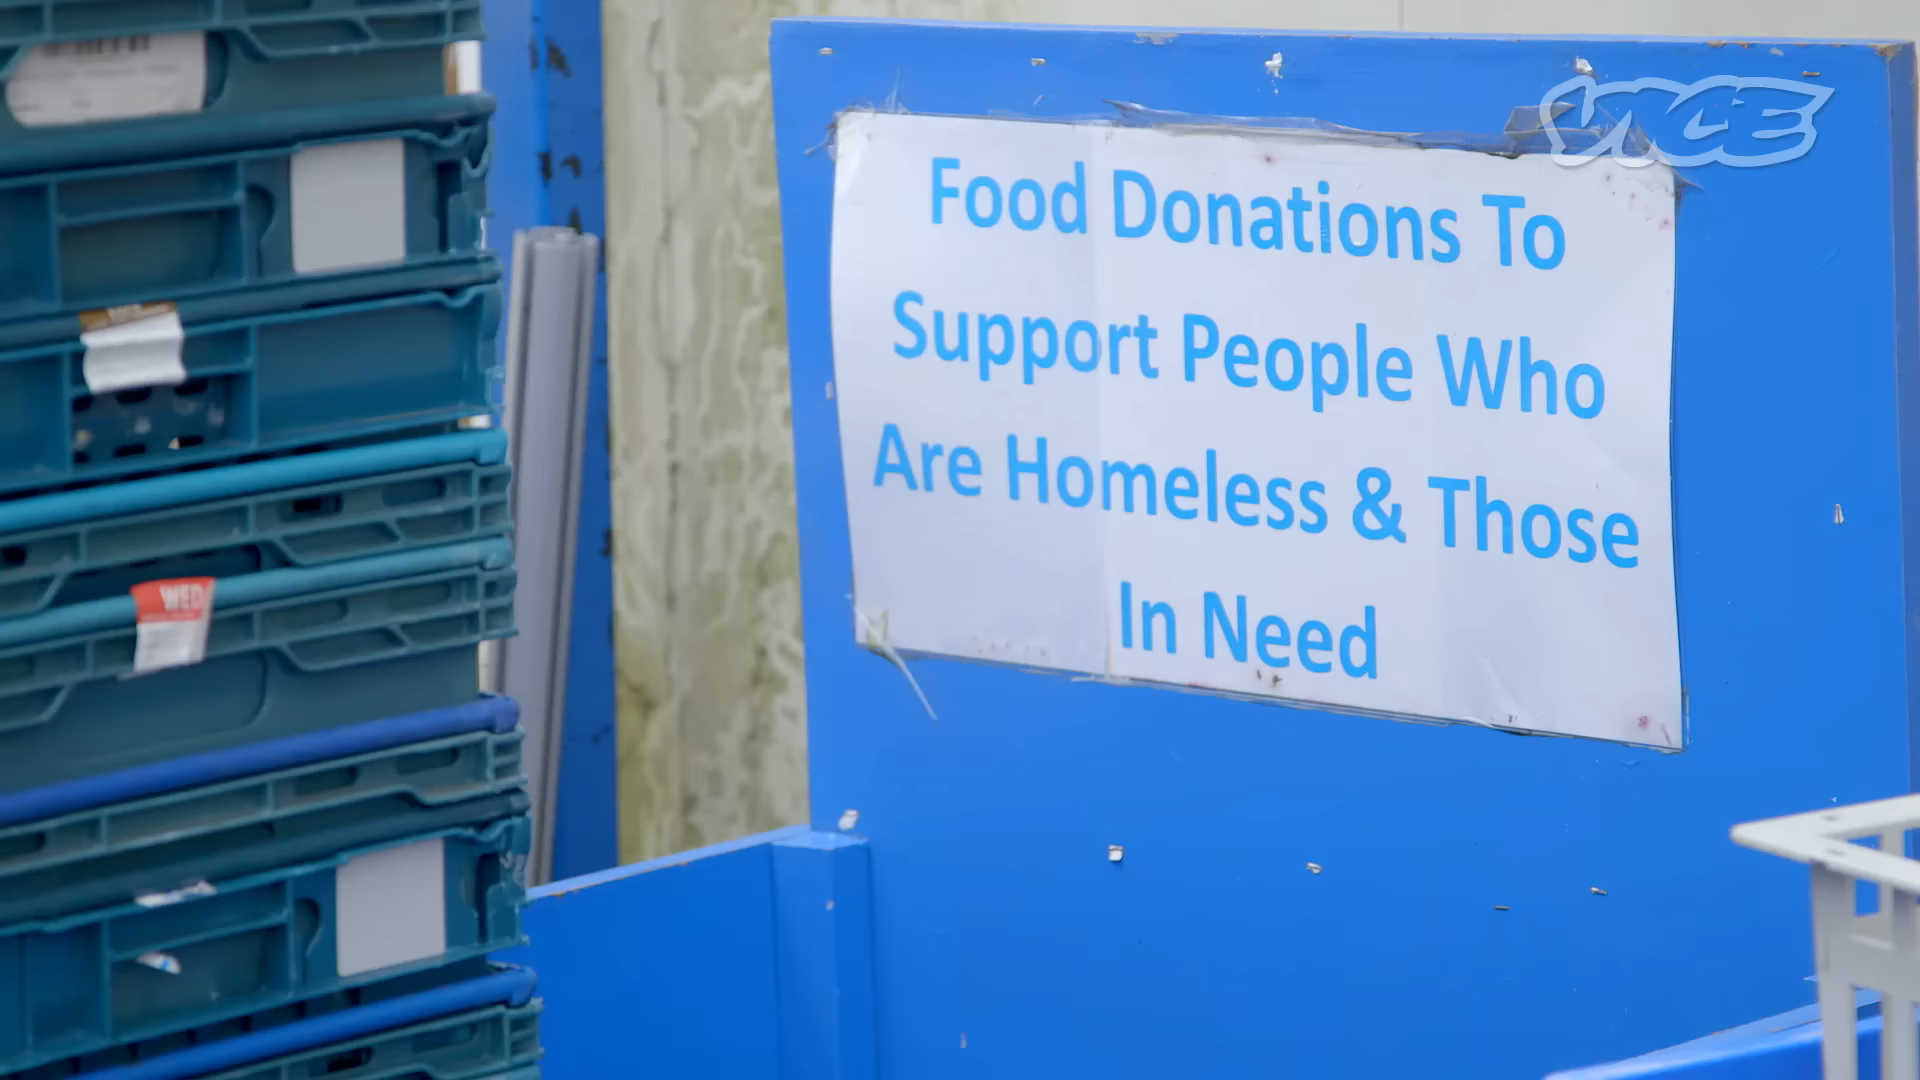 VICE
Food Donations To
Support People Who
Are Homeless & Those
In Need
WED